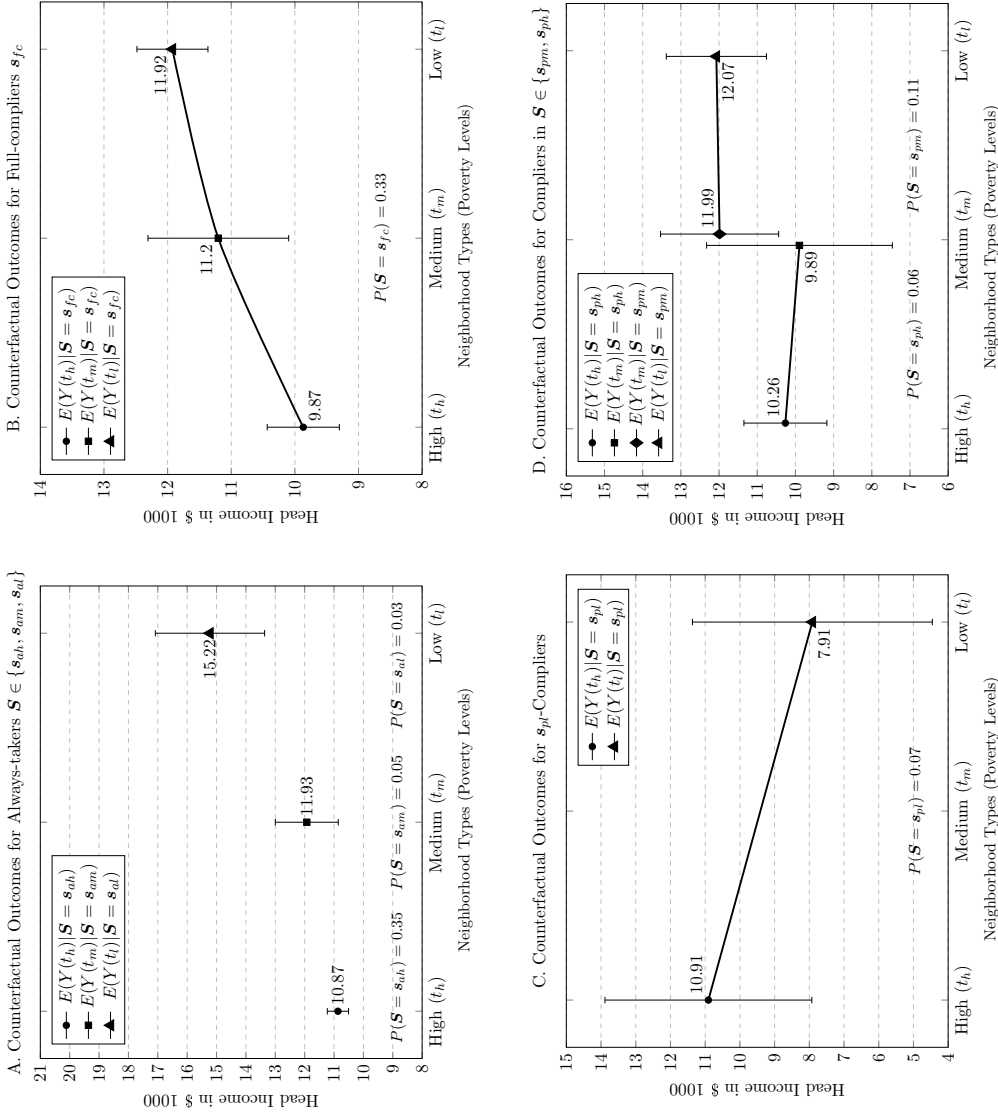 A. Counterfactual Outcomes for Always-takers S ∈ {s_ah, s_am, s_al}
Head Income in $ 1000
21
20
19
18
17
16
15
14
13
12
11
10
9
8
E(Y(t_h)|S = s_ah)
E(Y(t_m)|S = s_am)
E(Y(t_l)|S = s_al)
10.87
11.93
15.22
P(S = s_ah) = 0.35
P(S = s_am) = 0.05
P(S = s_al) = 0.03
High (t_h)
Medium (t_m)
Low (t_l)
Neighborhood Types (Poverty Levels)
B. Counterfactual Outcomes for Full-compliers s_fc
Head Income in $ 1000
14
13
12
11
10
9
8
E(Y(t_h)|S = s_fc)
E(Y(t_m)|S = s_fc)
E(Y(t_l)|S = s_fc)
9.87
11.2
11.92
P(S = s_fc) = 0.33
High (t_h)
Medium (t_m)
Low (t_l)
Neighborhood Types (Poverty Levels)
C. Counterfactual Outcomes for s_pl-Compliers
Head Income in $ 1000
15
14
13
12
11
10
9
8
7
6
5
4
E(Y(t_h)|S = s_pl)
E(Y(t_l)|S = s_pl)
10.91
7.91
P(S = s_pl) = 0.07
High (t_h)
Medium (t_m)
Low (t_l)
Neighborhood Types (Poverty Levels)
D. Counterfactual Outcomes for Compliers in S ∈ {s_pm, s_ph}
Head Income in $ 1000
16
15
14
13
12
11
10
9
8
7
6
E(Y(t_h)|S = s_ph)
E(Y(t_m)|S = s_ph)
E(Y(t_m)|S = s_pm)
E(Y(t_l)|S = s_pm)
10.26
9.89
11.99
12.07
P(S = s_ph) = 0.06
P(S = s_pm) = 0.11
High (t_h)
Medium (t_m)
Low (t_l)
Neighborhood Types (Poverty Levels)